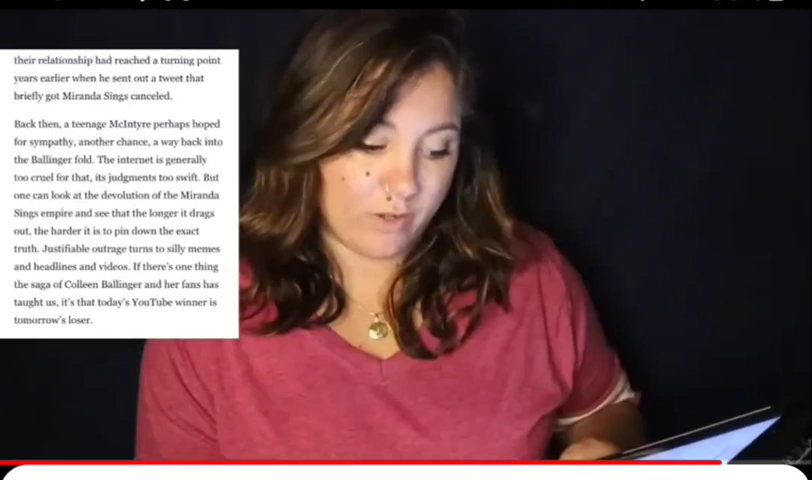 their relationship had reached a turning point
years earlier when he sent out a tweet that
briefly got Miranda Sings canceled.
Back then, a teenage McIntyre perhaps hoped
for sympathy, another chance, a way back into
the Ballinger fold. The internet is generally
too cruel for that, its judgments too swift. But
one can look at the devolution of the Miranda
Sings empire and see that the longer it drags
out, the harder it is to pin down the exact
truth. Justifiable outrage turns to silly memes
and headlines and videos. If there's one thing
the saga of Colleen Ballinger and her fans has
taught us, it's that today's YouTube winner is
tomorrow's loser.